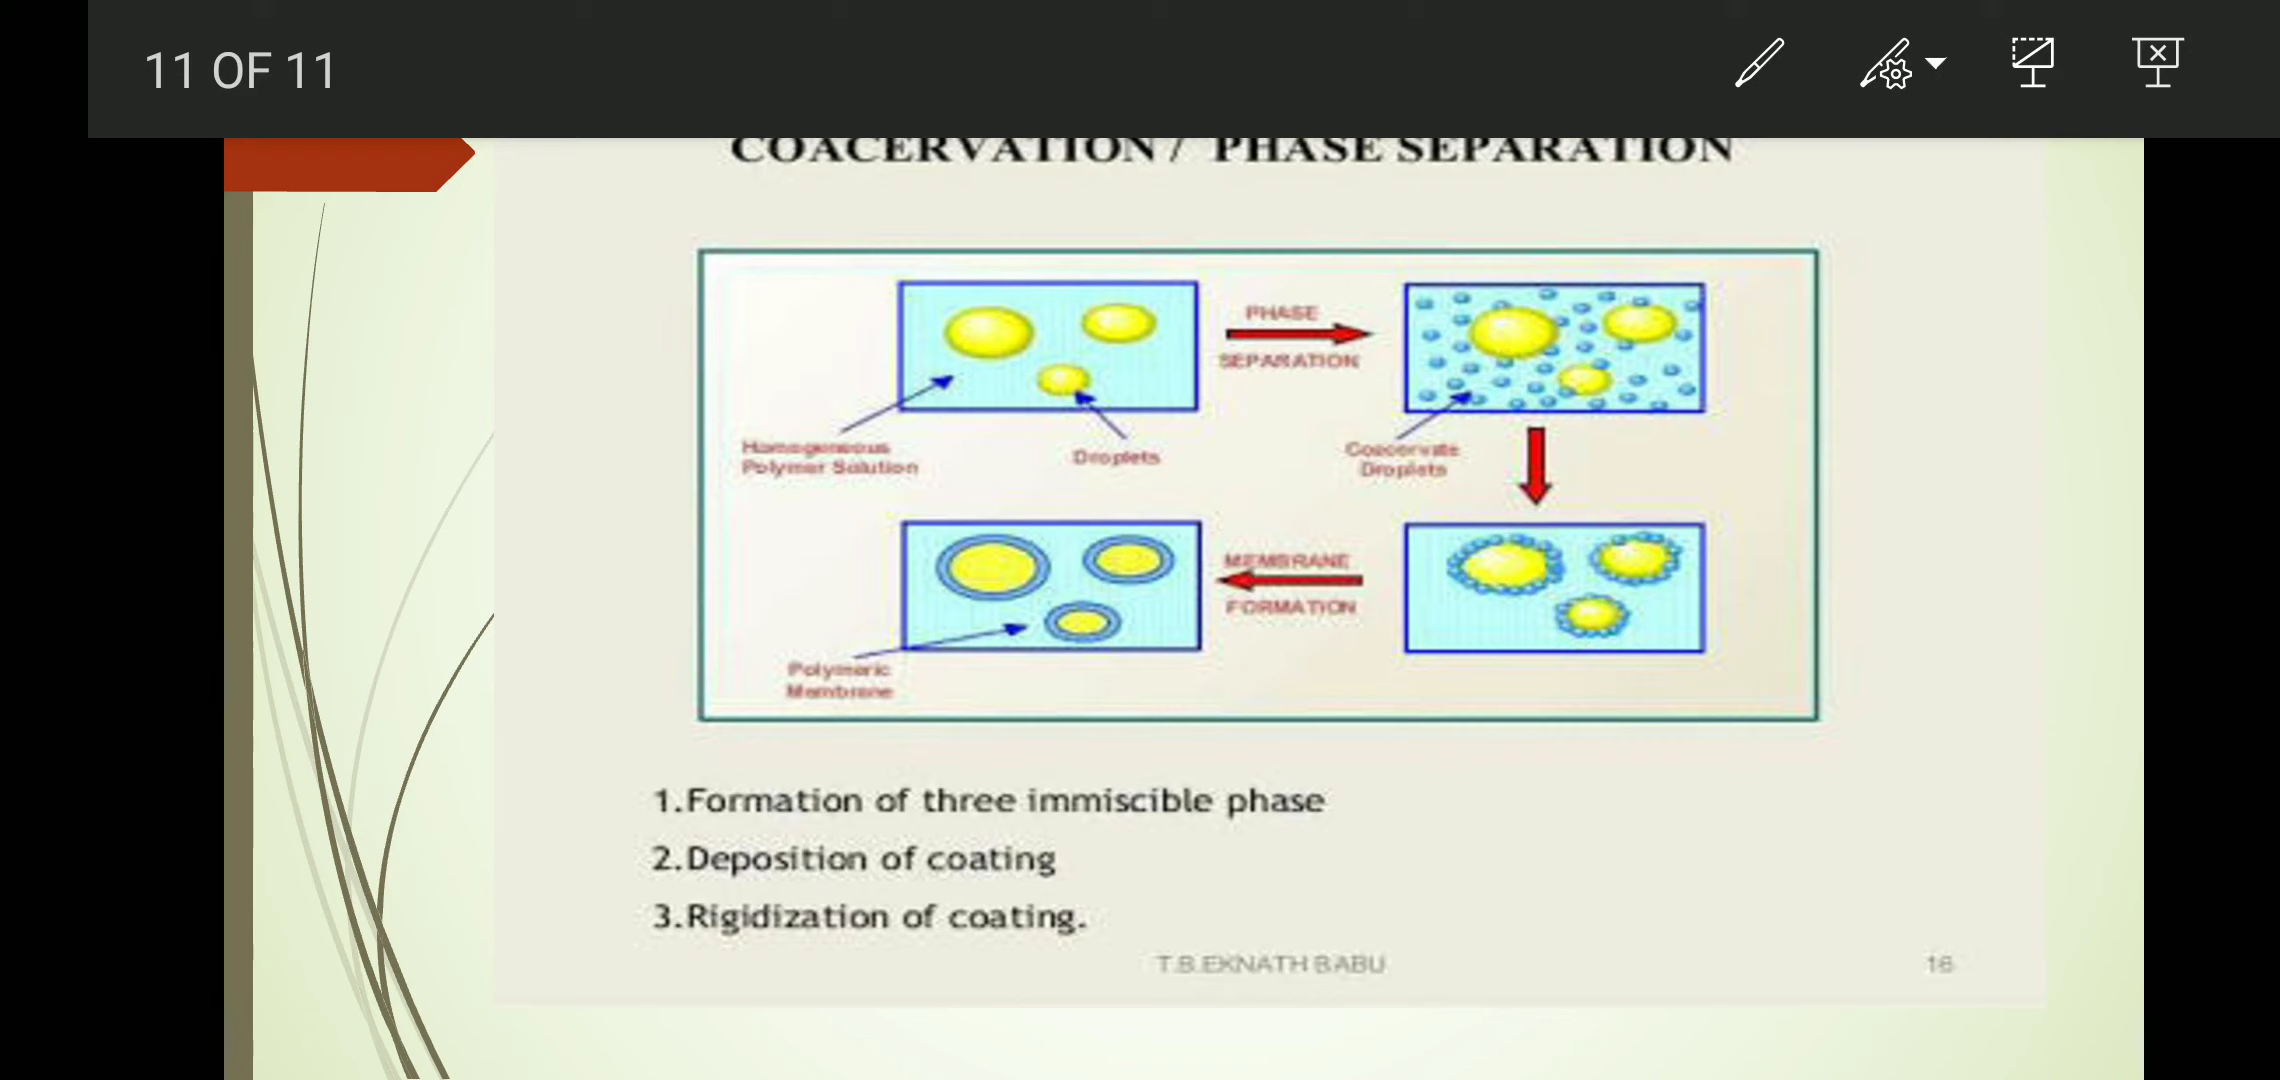 11 OF 11
COACERVATION / PHASE SEPARATION
PHASE
SEPARATION
Homogeneous
Polymer Solution
Droplets
Coacervate
Droplets
MEMBRANE
FORMATION
Polymeric
Membrane
1.Formation of three immiscible phase
2.Deposition of coating
3.Rigidization of coating.
T.B.EKNATH BABU
16